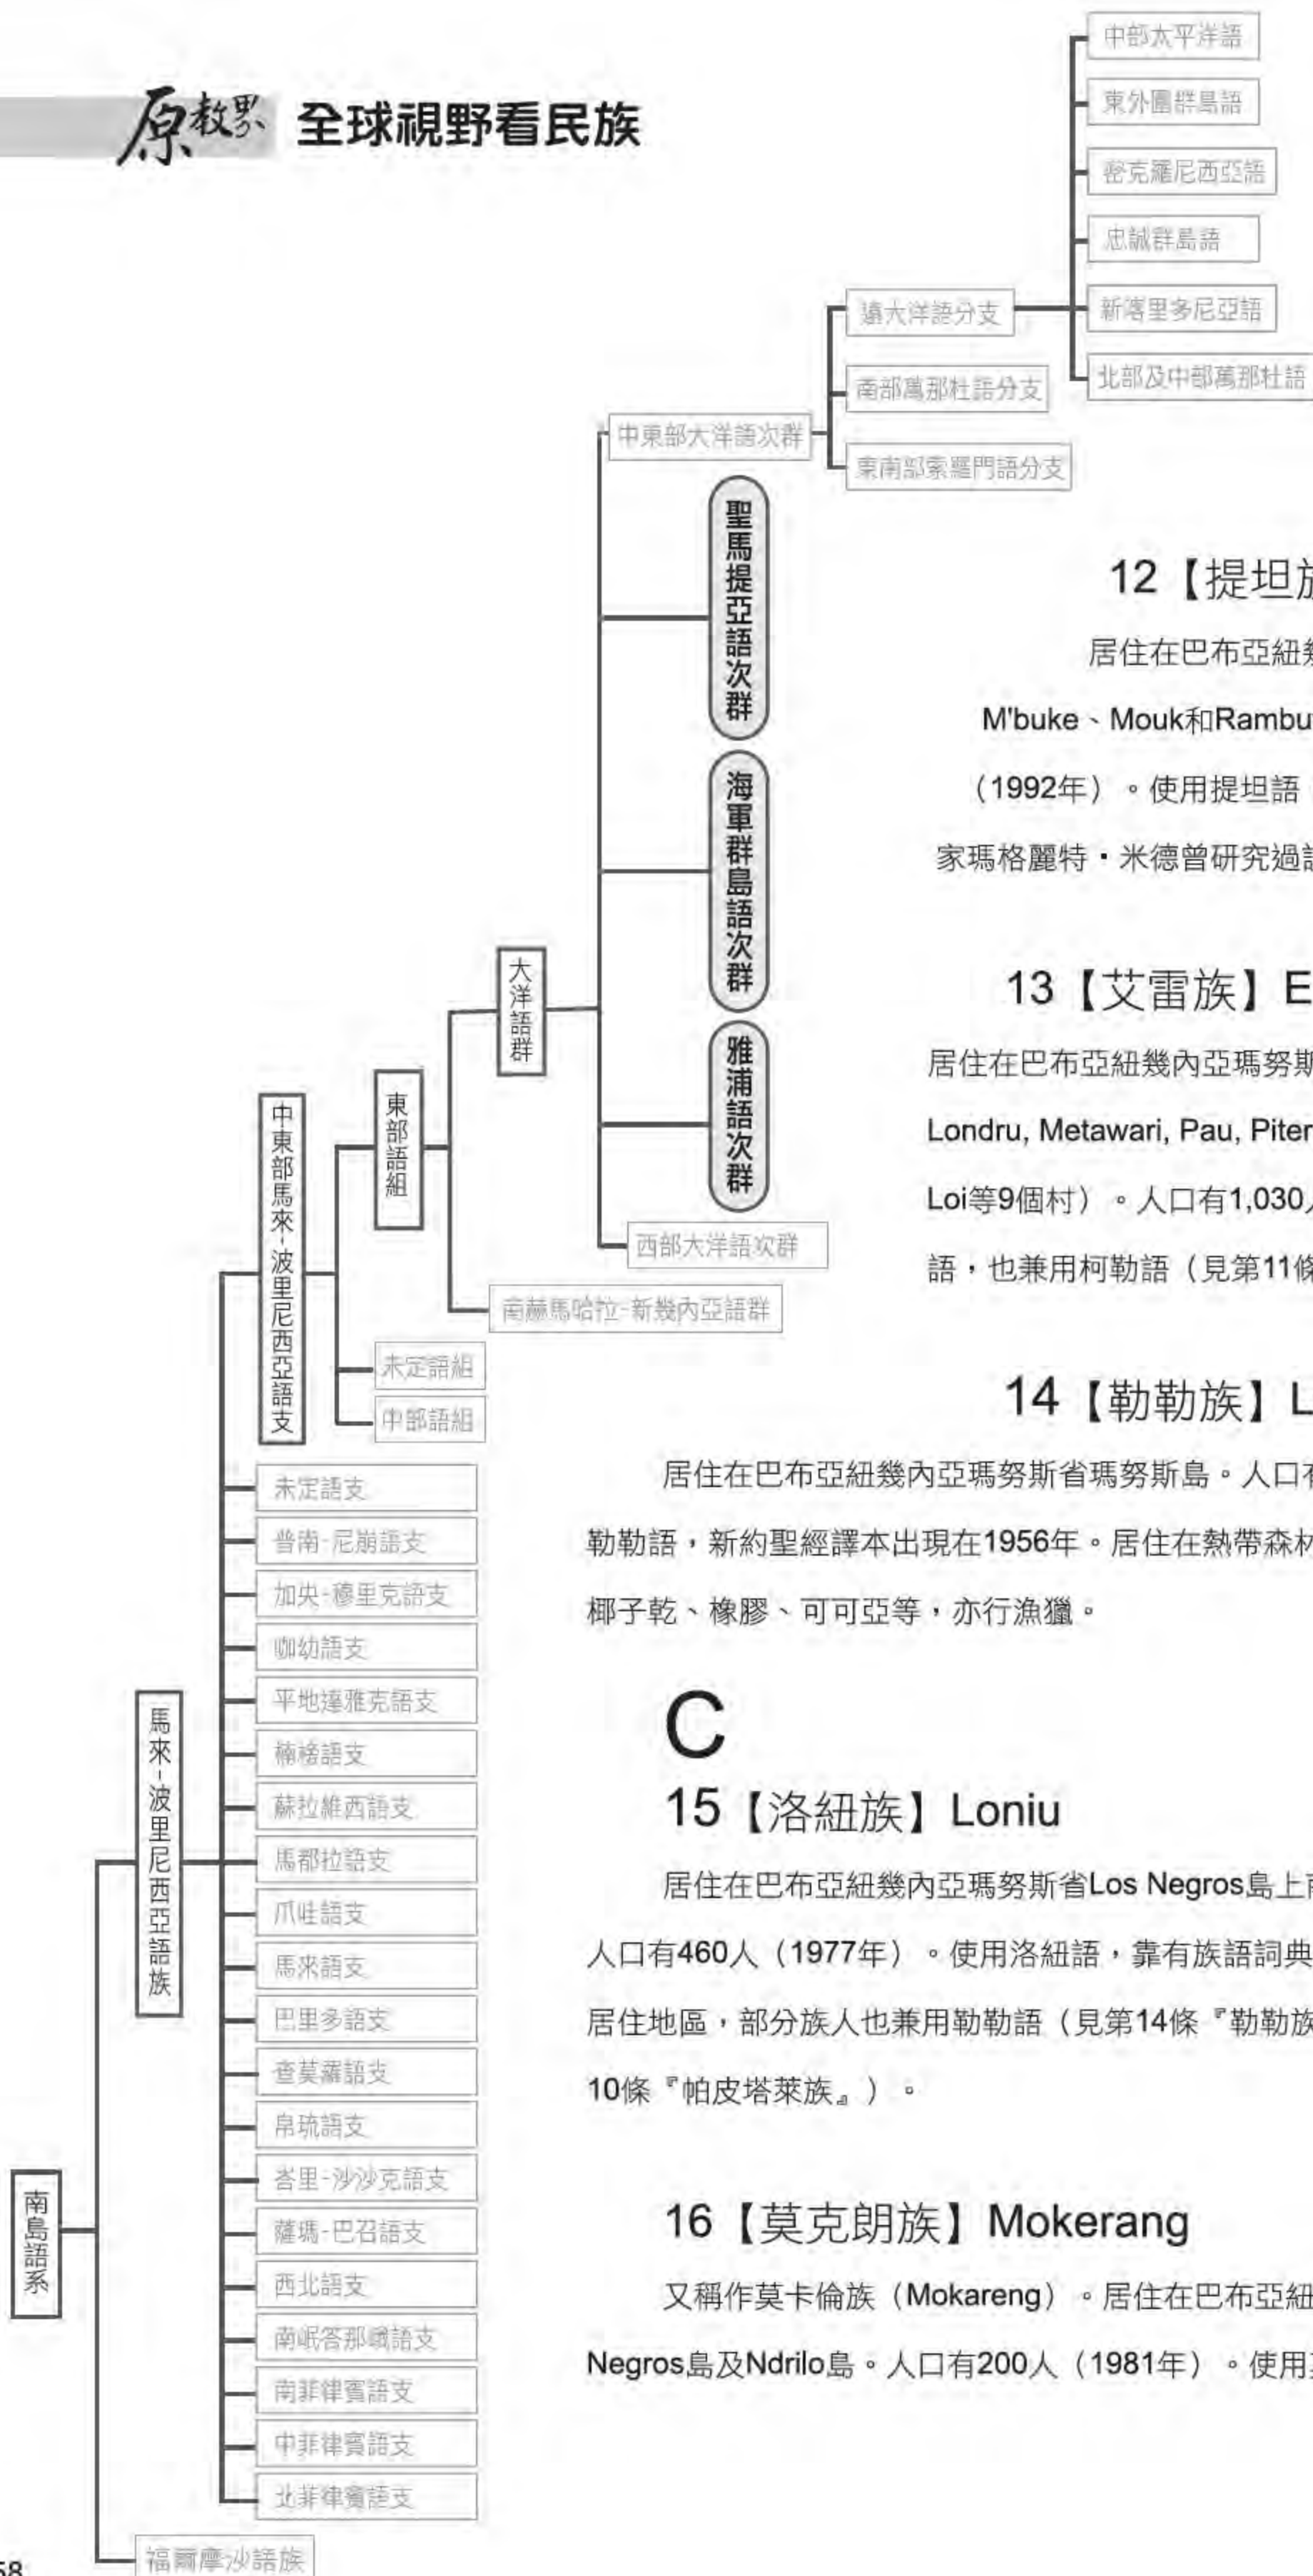 原教界 全球視野看民族
中部太平洋語
東外圍群島語
密克羅尼西亞語
忠誠群島語
新喀里多尼亞語
北部及中部萬那杜語
遠大洋語分支
南部萬那杜語分支
東南部索羅門語分支
中東部大洋語次群
聖馬提亞語次群
海軍群島語次群
雅浦語次群
西部大洋語次群
大洋語群
南赫馬哈拉-新幾內亞語群
東部語組
未定語組
中部語組
中東部馬來-波里尼西亞語支
未定語支
普南-尼崩語支
加央-穆里克語支
咖幼語支
平地達雅克語支
楠榜語支
蘇拉維西語支
馬都拉語支
爪哇語支
馬來語支
巴里多語支
查莫羅語支
帛琉語支
峇里-沙沙克語支
薩瑪-巴召語支
西北語支
南岷答那峨語支
南菲律賓語支
中菲律賓語支
北菲律賓語支
馬來-波里尼西亞語族
南島語系
福爾摩沙語族
12【提坦族
居住在巴布亞紐幾
M'buke、Mouk和Rambu
（1992年）。使用提坦語
家瑪格麗特‧米德曾研究過
13【艾雷族】E
居住在巴布亞紐幾內亞瑪努斯
Londru, Metawari, Pau, Piter
Loi等9個村）。人口有1,030人
語，也兼用柯勒語（見第11條
14【勒勒族】L
居住在巴布亞紐幾內亞瑪努斯省瑪努斯島。人口有
勒勒語，新約聖經譯本出現在1956年。居住在熱帶森林
椰子乾、橡膠、可可亞等，亦行漁獵。
C
15【洛紐族】Loniu
居住在巴布亞紐幾內亞瑪努斯省Los Negros島上南
人口有460人（1977年）。使用洛紐語，靠有族語詞典
居住地區，部分族人也兼用勒勒語（見第14條『勒勒族
10條『帕皮塔萊族』）。
16【莫克朗族】Mokerang
又稱作莫卡倫族（Mokareng）。居住在巴布亞紐
Negros島及Ndrilo島。人口有200人（1981年）。使用
58